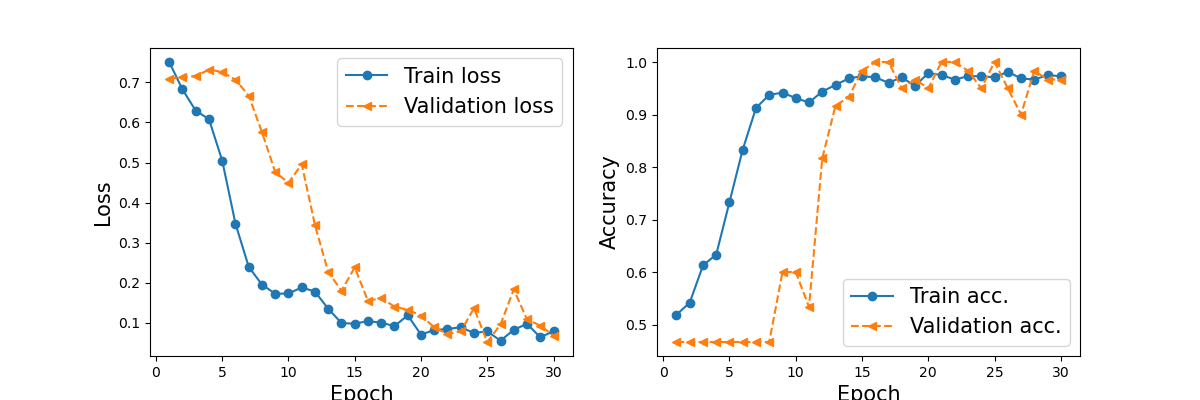 0.7
0.6
0.5
0.4
0.3
0.2
0.1
Loss
0 5 10 15 20 25 30
Epoch
Train loss
Validation loss
1.0
0.9
0.8
0.7
0.6
0.5
Accuracy
0 5 10 15 20 25 30
Epoch
Train acc.
Validation acc.